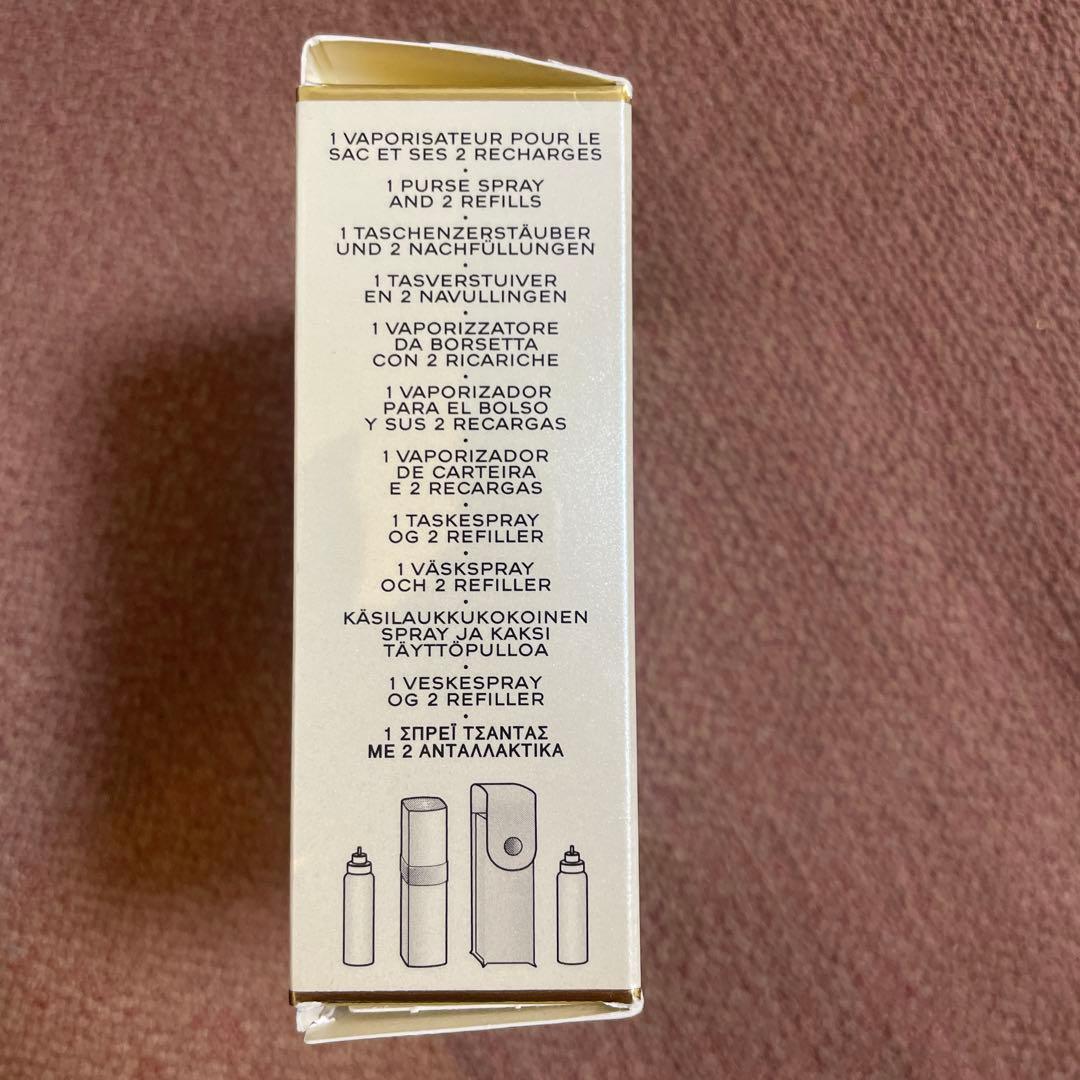 1 VAPORISATEUR POUR LE
SAC ET SES 2 RECHARGES
•
1 PURSE SPRAY
AND 2 REFILLS
•
1 TASCHENZERSTÄUBER
UND 2 NACHFÜLLUNGEN
•
1 TASVERSTUIVER
EN 2 NAVULLINGEN
•
1 VAPORIZZATORE
DA BORSETTA
CON 2 RICARICHE
•
1 VAPORIZADOR
PARA EL BOLSO
Y SUS 2 RECARGAS
•
1 VAPORIZADOR
DE CARTEIRA
E 2 RECARGAS
•
1 TASKESPRAY
OG 2 REFILLER
•
1 VÄSKSPRAY
OCH 2 REFILLER
•
KÄSILAUKKUKOKOINEN
SPRAY JA KAKSI
TÄYTTÖPULLOA
•
1 VESKESPRAY
OG 2 REFILLER
•
1 ΣΠΡΕΪ ΤΣΑΝΤΑΣ
ΜΕ 2 ΑΝΤΑΛΛΑΚΤΙΚΑ